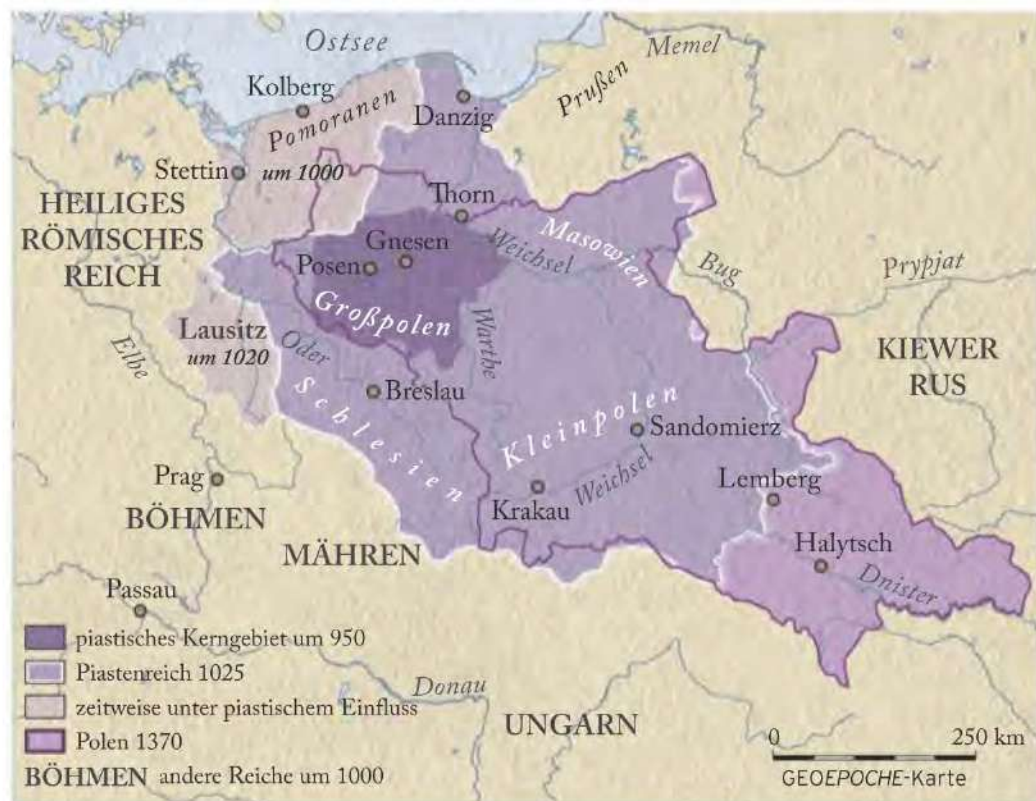 Ostsee
Memel
Kolberg
Prußen
Pomoranen
Danzig
Stettin
um 1000
HEILIGES
RÖMISCHES
REICH
Thorn
Masowien
Gnesen
Weichsel
Posen
Bug
Prypjat
Großpolen
Warthe
Lausitz
um 1020
Oder
Elbe
KIEWER
RUS
Breslau
Schlesien
Kleinpolen
Sandomierz
Prag
Weichsel
Lemberg
Krakau
BÖHMEN
MÄHREN
Halytsch
Dnister
Passau
piastisches Kerngebiet um 950
Piastenreich 1025
Donau
zeitweise unter piastischem Einfluss
UNGARN
Polen 1370
0 250 km
BÖHMEN andere Reiche um 1000
GEOEPOCHE-Karte